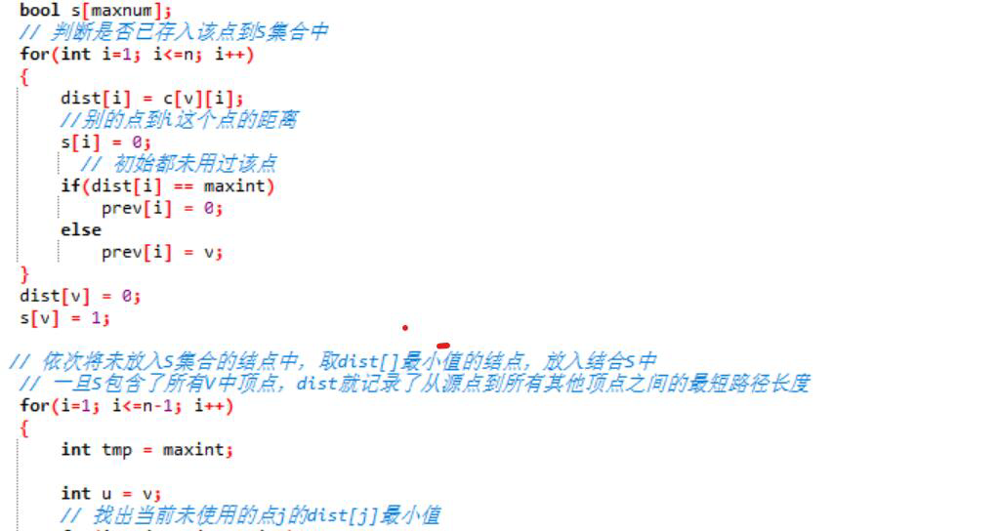 bool s[maxnum];
// 判断是否已存入该点到S集合中
for(int i=1; i<=n; i++)
{
dist[i] = c[v][i];
//别的点到i这个点的距离
s[i] = 0;
// 初始都未用过该点
if(dist[i] == maxint)
prev[i] = 0;
else
prev[i] = v;
}
dist[v] = 0;
s[v] = 1;
// 依次将未放入S集合的结点中，取dist[]最小值的结点，放入结合S中
// 一旦S包含了所有V中顶点，dist就记录了从源点到所有其他顶点之间的最短路径长度
for(i=1; i<=n-1; i++)
{
int tmp = maxint;
int u = v;
// 找出当前未使用的点j的dist[j]最小值